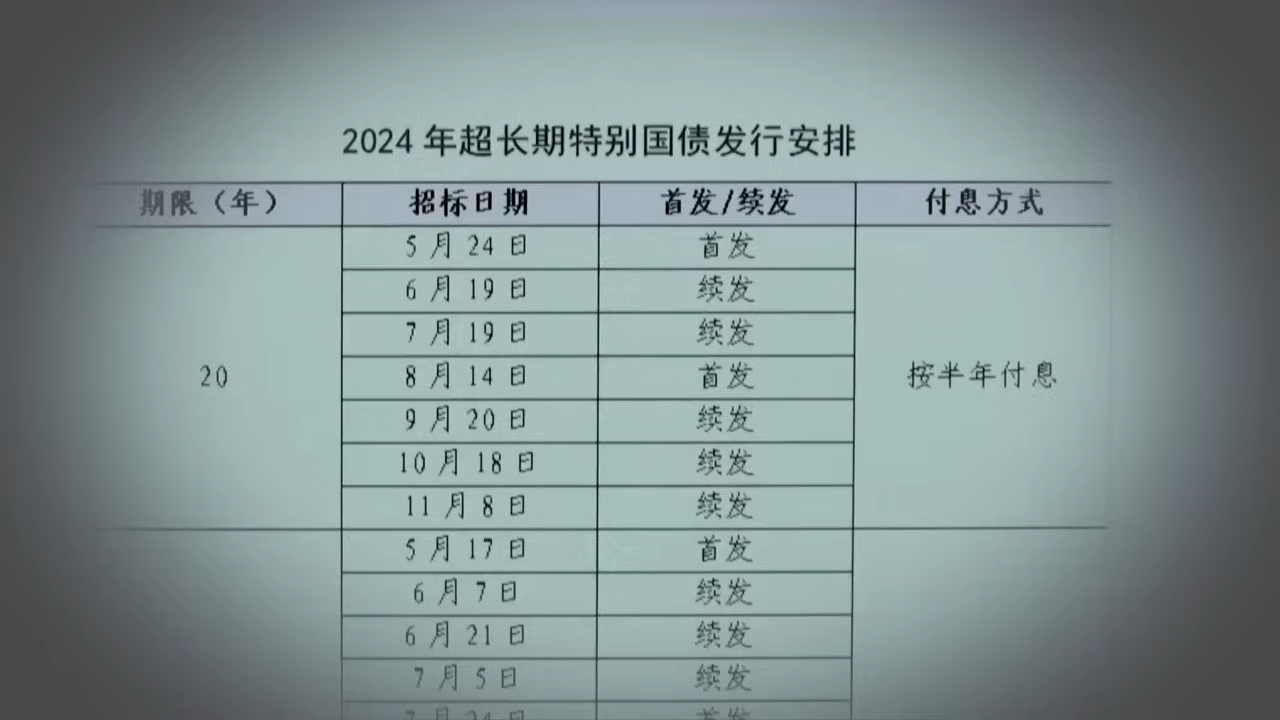 2024 年超长期特别国债发行安排
期限（年） 招标日期 首发/续发 付息方式
5 月 24 日 首发
6 月 19 日 续发
7 月 19 日 续发
20 8 月 14 日 首发 按半年付息
9 月 20 日 续发
10 月 18 日 续发
11 月 8 日 续发
5 月 17 日 首发
6 月 7 日 续发
6 月 21 日 续发
7 月 5 日 续发